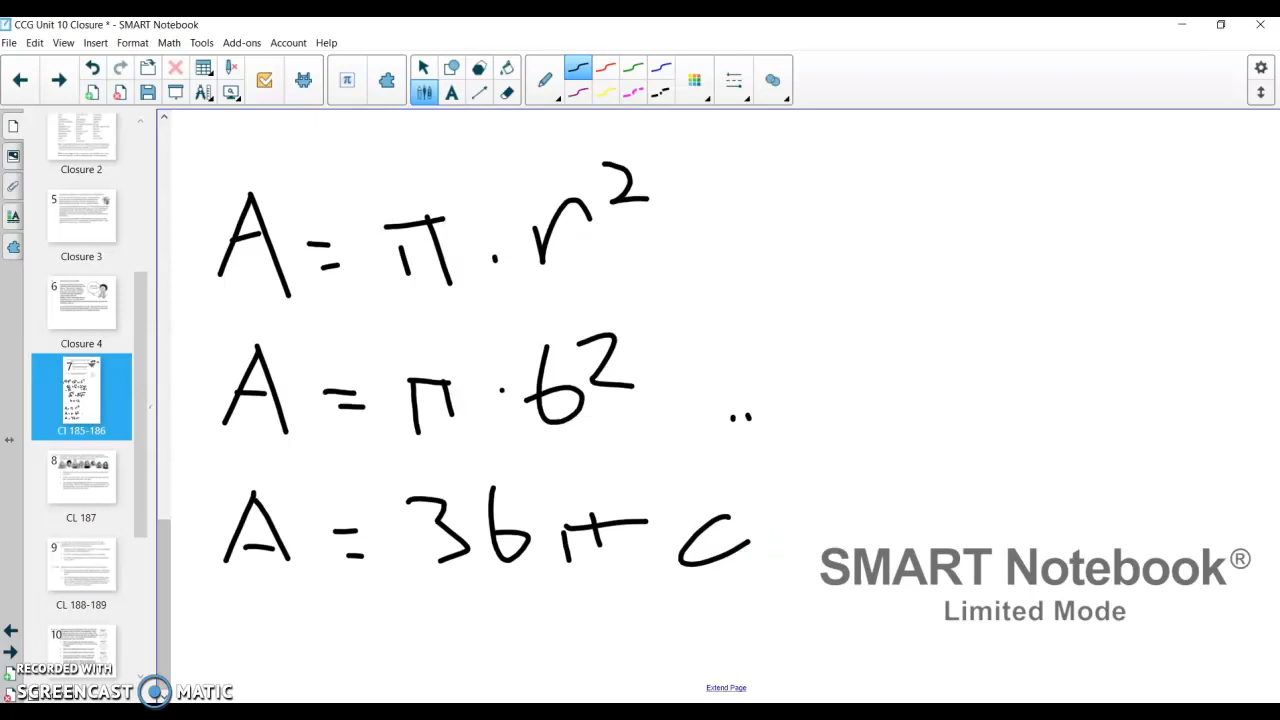 CCG Unit 10 Closure * - SMART Notebook
File Edit View Insert Format Math Tools Add-ons Account Help
Closure 2
5
Closure 3
6
Closure 4
7
Cl 185-186
8
CL 187
9
CL 188-189
10
A = π · r²
A = π · 6²
A = 36π c
SMART Notebook®
Limited Mode
Extend Page
RECORDED WITH
SCREENCAST MATIC